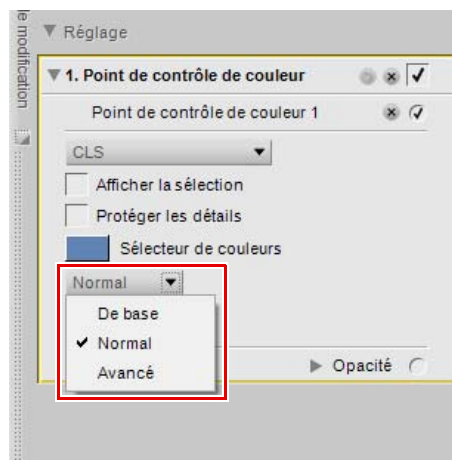 le modification
Réglage
1. Point de contrôle de couleur
Point de contrôle de couleur 1
CLS
Afficher la sélection
Protéger les détails
Sélecteur de couleurs
Normal
De base
Normal
Avancé
Opacité